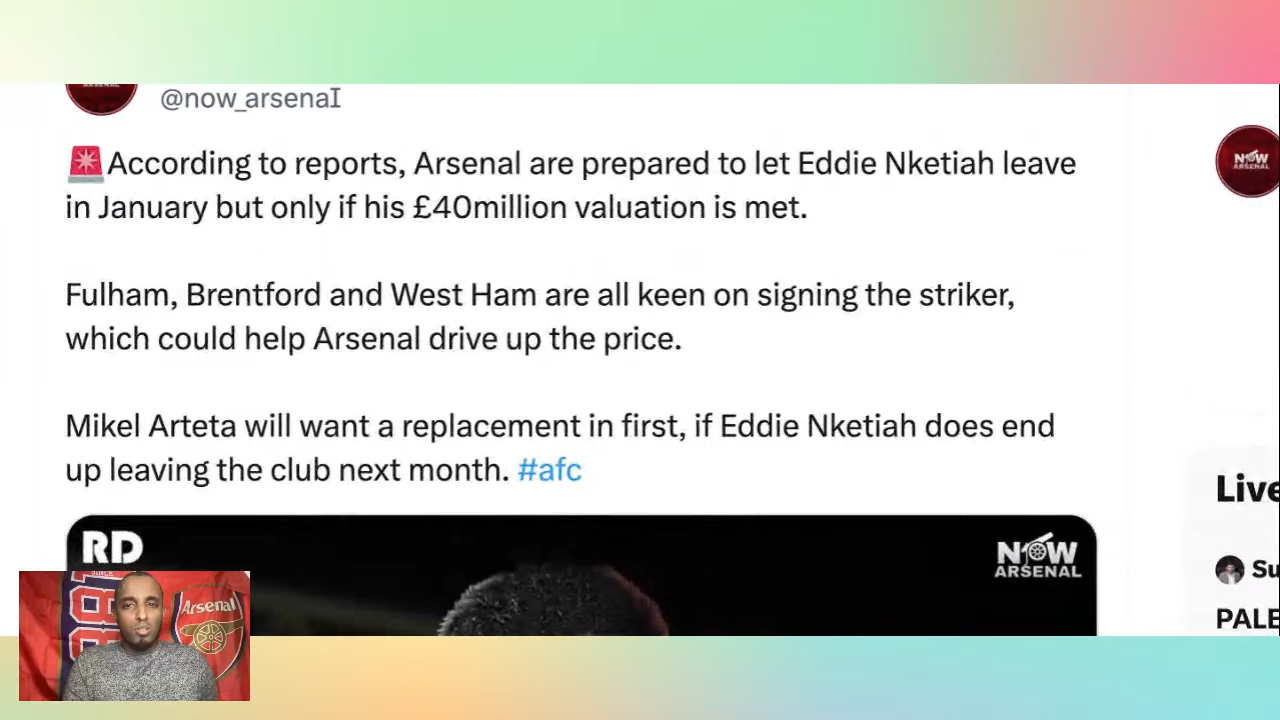 @now_arsenaI
🚨According to reports, Arsenal are prepared to let Eddie Nketiah leave
in January but only if his £40million valuation is met.
Fulham, Brentford and West Ham are all keen on signing the striker,
which could help Arsenal drive up the price.
Mikel Arteta will want a replacement in first, if Eddie Nketiah does end
up leaving the club next month. #afc
RD
NOW
ARSENAL
NOW
ARSENAL
Live
Su
PALE
Arsenal